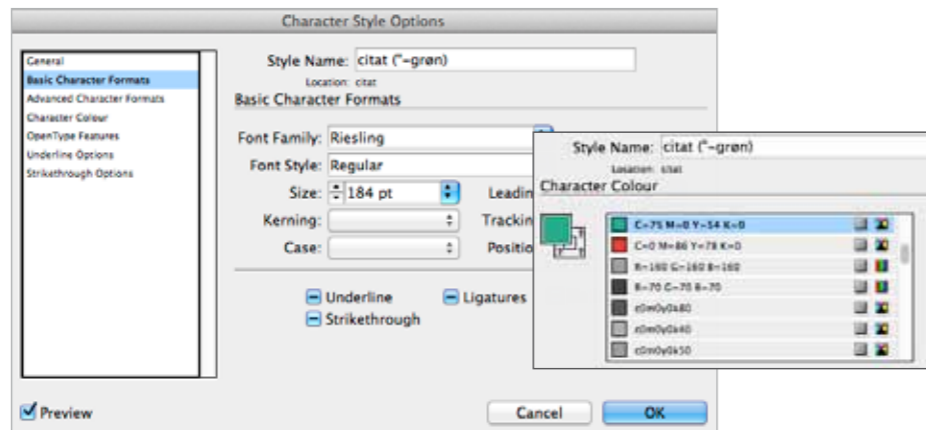 Character Style Options
General
Basic Character Formats
Advanced Character Formats
Character Colour
OpenType Features
Underline Options
Strikethrough Options
Style Name: citat ("-grøn)
Location: citat
Basic Character Formats
Font Family: Riesling
Font Style: Regular
Size: 184 pt
Leadin
Kerning:
Trackin
Case:
Positio
Underline
Ligatures
Strikethrough
Preview
Cancel
OK
Style Name: citat ("-grøn)
Location: citat
Character Colour
C=75 M=0 Y=54 K=0
C=0 M=86 Y=78 K=0
R=160 G=160 B=160
R=70 G=70 B=70
c0m0y0k80
c0m0y0k40
c0m0y0k50